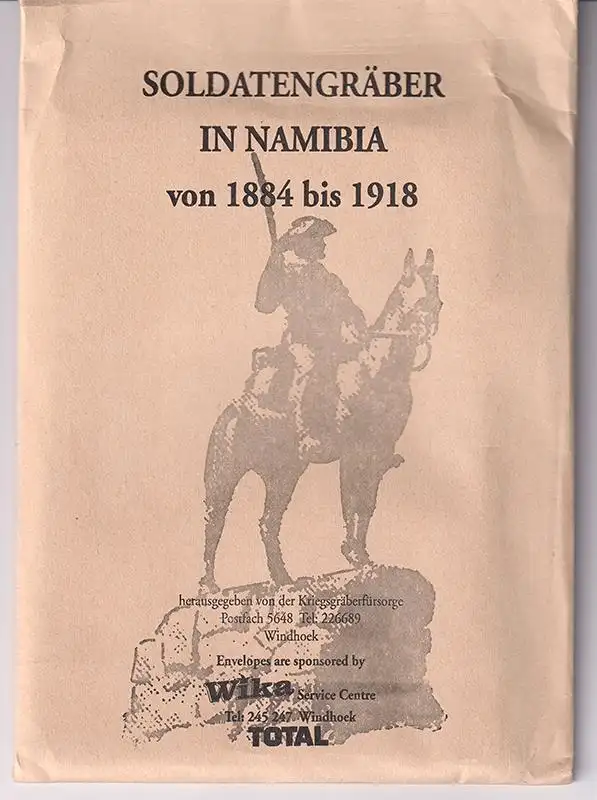 SOLDATENGRÄBER
IN NAMIBIA
von 1884 bis 1918
herausgegeben von der Kriegsgräberfürsorge
Postfach 5648 Tel: 226689
Windhoek
Envelopes are sponsored by
Wika Service Centre
Tel: 245 247 Windhoek
TOTAL